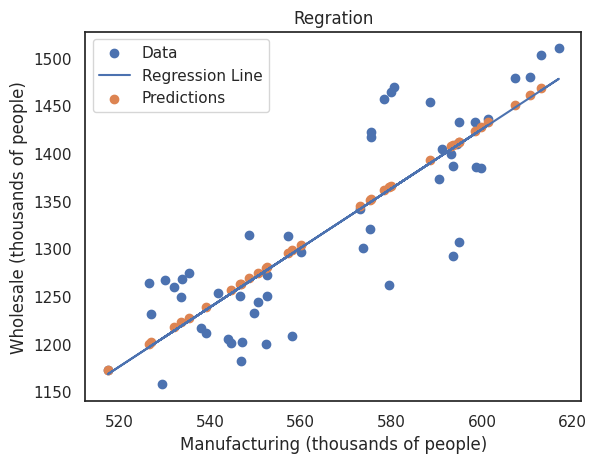 Regration
Data
Regression Line
Predictions
Wholesale (thousands of people)
1500
1450
1400
1350
1300
1250
1200
1150
520 540 560 580 600 620
Manufacturing (thousands of people)